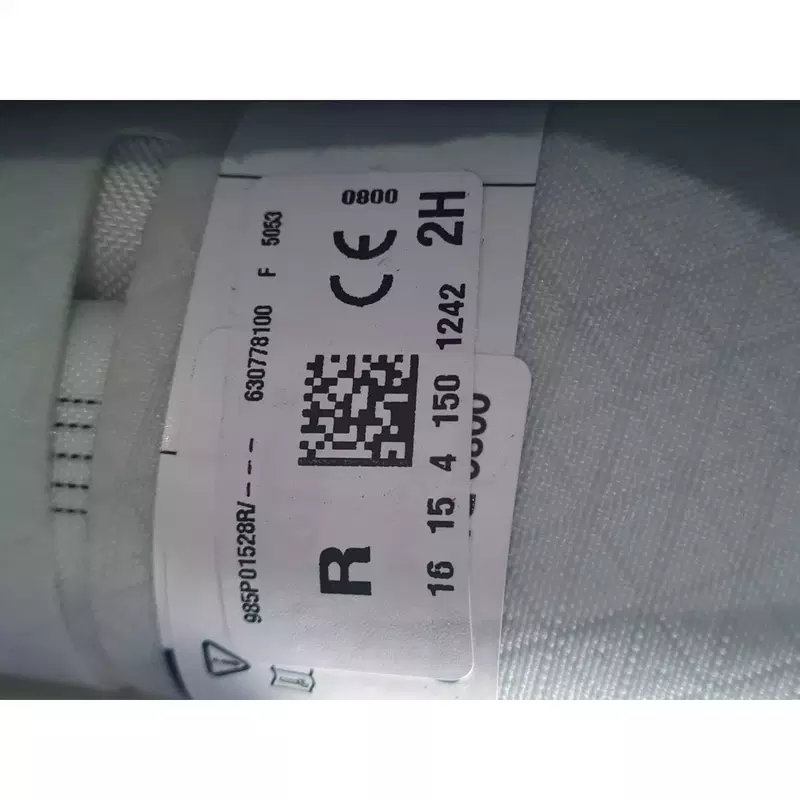 985P01528R/--- 630778100 F 5053
R CE 0800
16 15 4 150 1242 2H